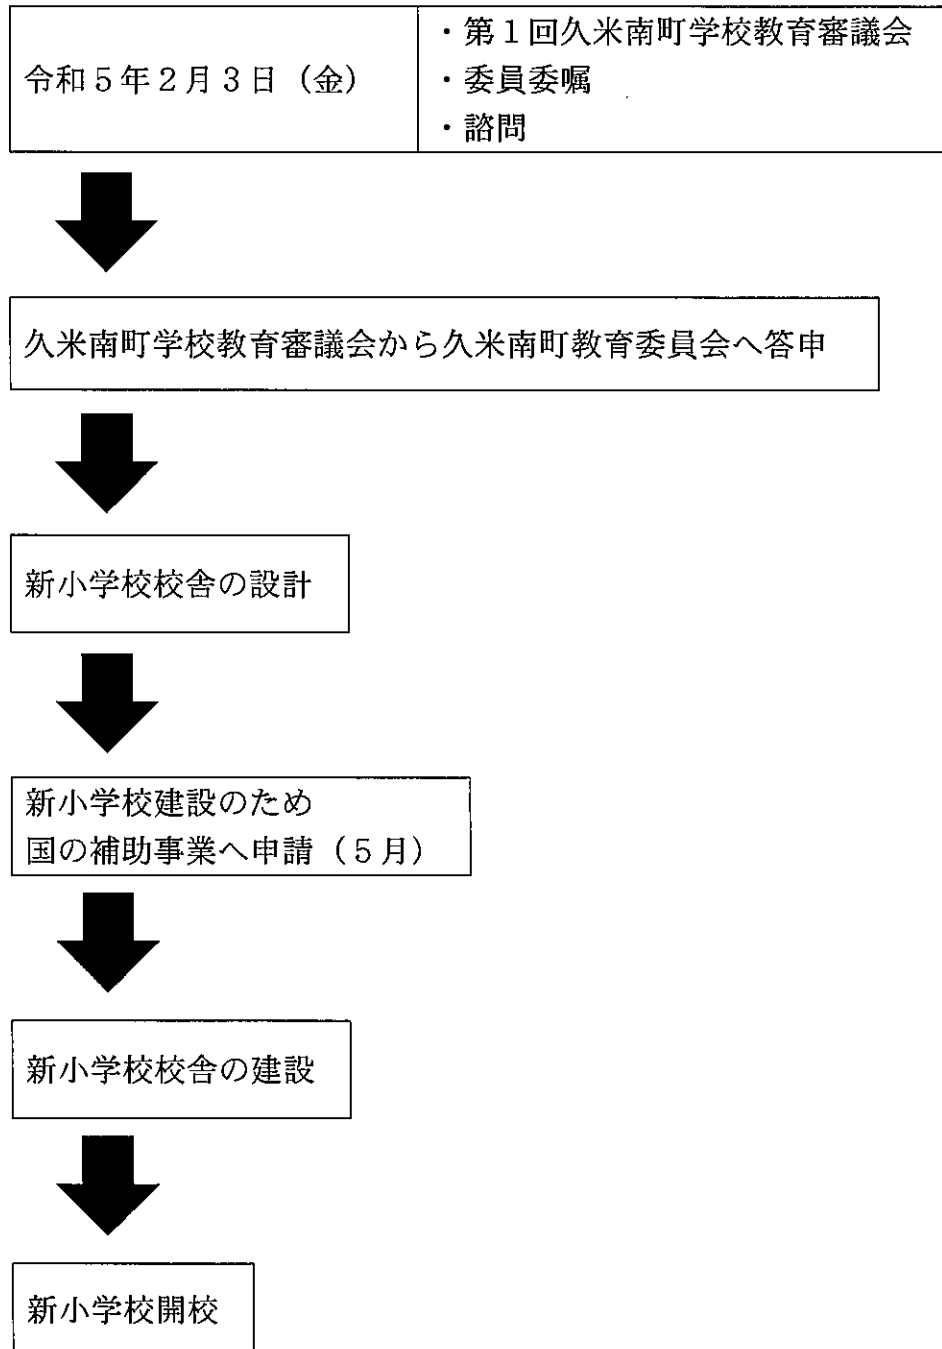 令和５年２月３日（金）
・第１回久米南町学校教育審議会
・委員委嘱
・諮問
久米南町学校教育審議会から久米南町教育委員会へ答申
新小学校校舎の設計
新小学校建設のため
国の補助事業へ申請（５月）
新小学校校舎の建設
新小学校開校